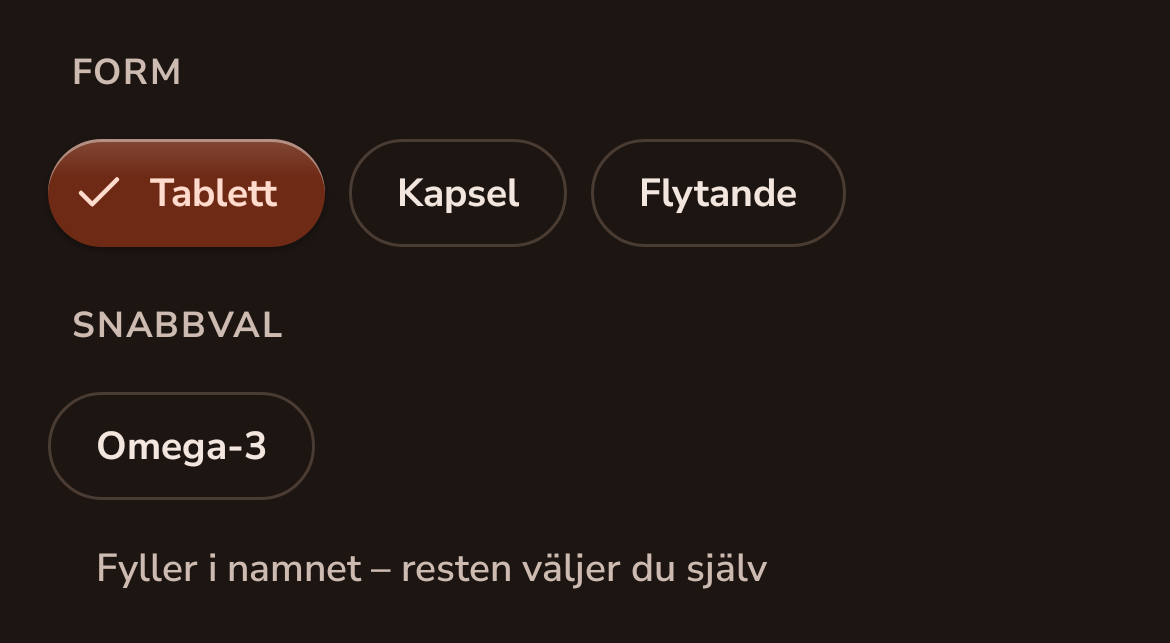 FORM
Tablett Kapsel Flytande
SNABBVAL
Omega-3
Fyller i namnet – resten väljer du själv